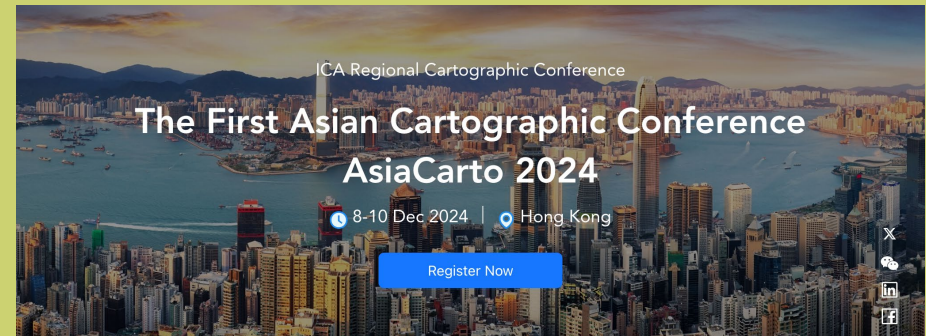 ICA Regional Cartographic Conference
The First Asian Cartographic Conference
AsiaCarto 2024
8-10 Dec 2024 | Hong Kong
Register Now